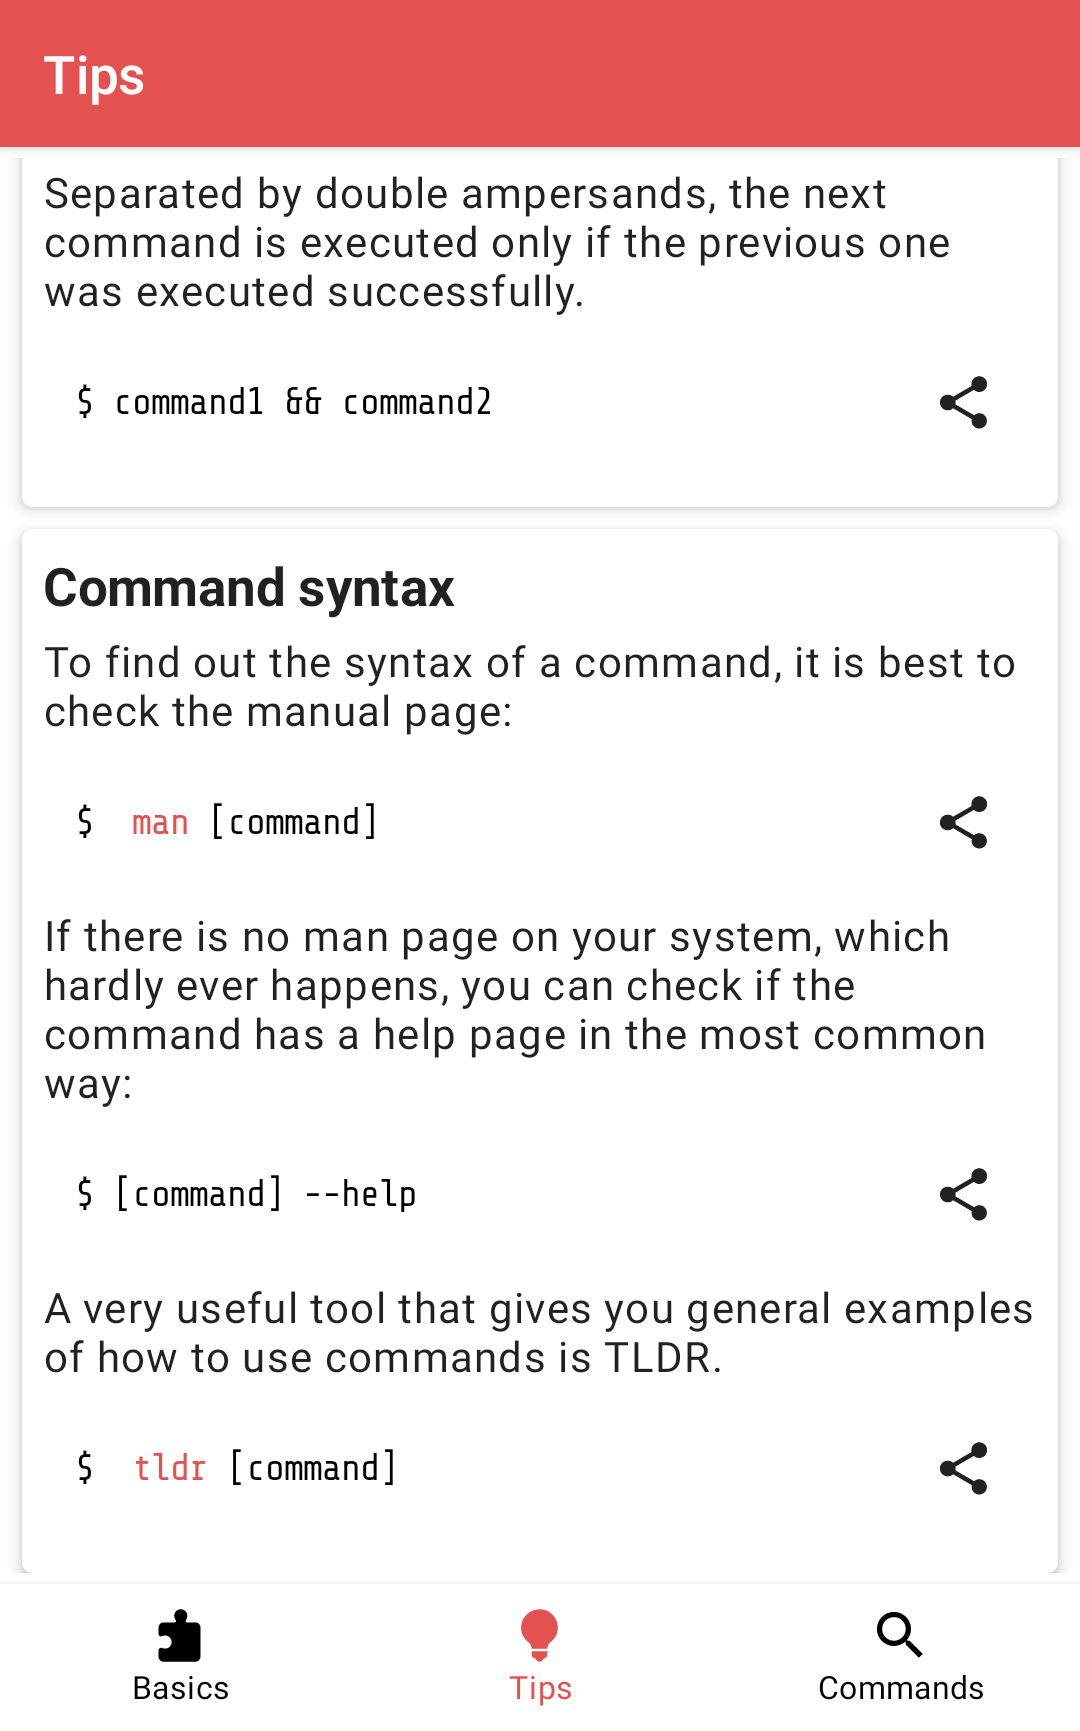 Tips
Separated by double ampersands, the next
command is executed only if the previous one
was executed successfully.
$ command1 && command2
Command syntax
To find out the syntax of a command, it is best to
check the manual page:
$ man [command]
If there is no man page on your system, which
hardly ever happens, you can check if the
command has a help page in the most common
way:
$ [command] --help
A very useful tool that gives you general examples
of how to use commands is TLDR.
$ tldr [command]
Basics
Tips
Commands